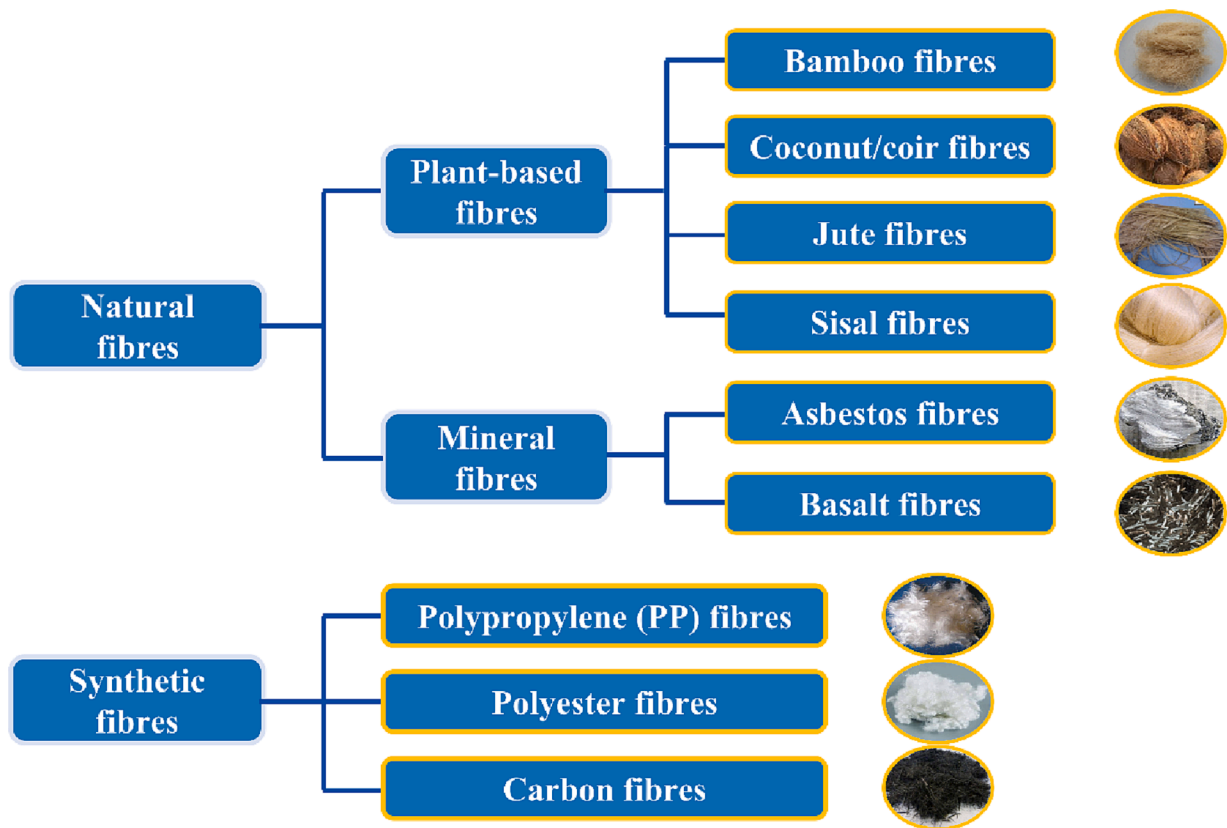 Bamboo fibres
Coconut/coir fibres
Plant-based
fibres
Jute fibres
Sisal fibres
Natural
fibres
Asbestos fibres
Mineral
fibres
Basalt fibres
Polypropylene (PP) fibres
Synthetic
fibres
Polyester fibres
Carbon fibres